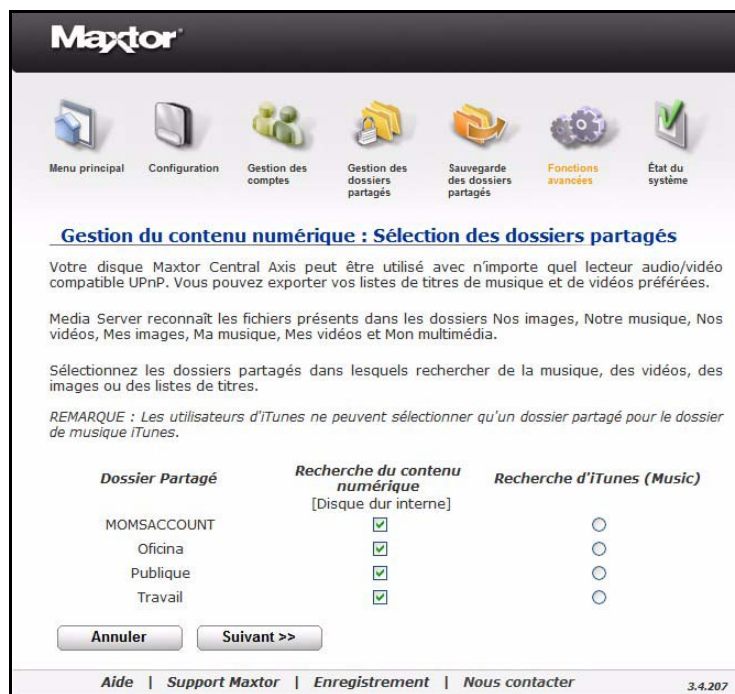 Maxtor
Menu principal
Configuration
Gestion des comptes
Gestion des dossiers partagés
Sauvegarde des dossiers partagés
Fonctions avancées
État du système
Gestion du contenu numérique : Sélection des dossiers partagés
Votre disque Maxtor Central Axis peut être utilisé avec n'importe quel lecteur audio/vidéo
compatible UPnP. Vous pouvez exporter vos listes de titres de musique et de vidéos préférées.
Media Server reconnaît les fichiers présents dans les dossiers Nos images, Notre musique, Nos
vidéos, Mes images, Ma musique, Mes vidéos et Mon multimédia.
Sélectionnez les dossiers partagés dans lesquels rechercher de la musique, des vidéos, des
images ou des listes de titres.
REMARQUE : Les utilisateurs d'iTunes ne peuvent sélectionner qu'un dossier partagé pour le dossier
de musique iTunes.
Dossier Partagé
Recherche du contenu
numérique
[Disque dur interne]
Recherche d'iTunes (Music)
MOMSACCOUNT
Oficina
Publique
Travail
Annuler
Suivant >>
Aide | Support Maxtor | Enregistrement | Nous contacter
3.4.207